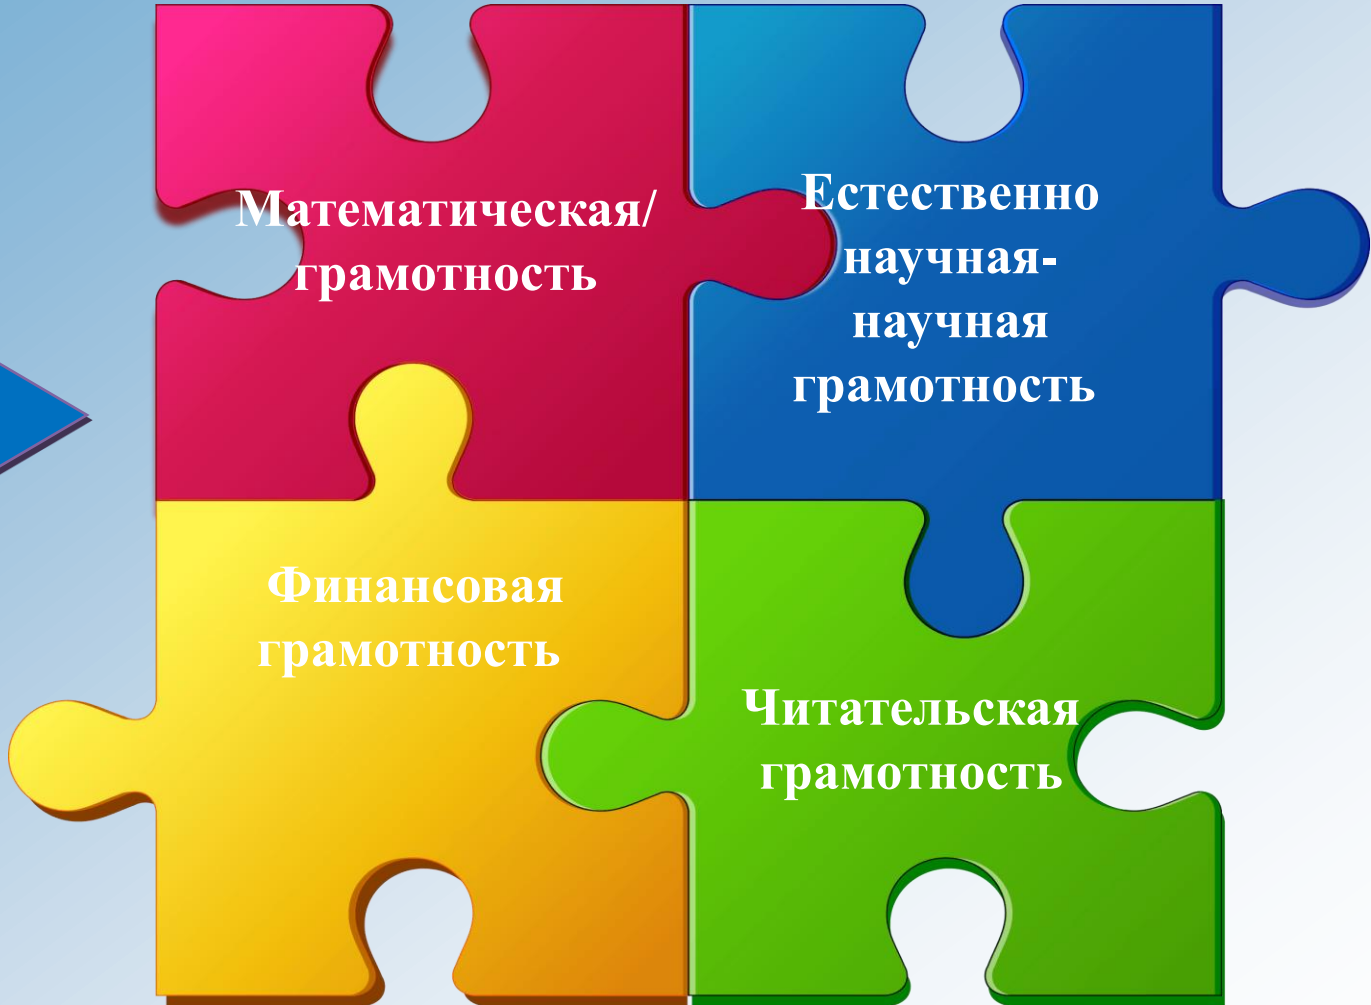 Математическая/
грамотность
Естественно
научная-
научная
грамотность
Финансовая
грамотность
Читательская
грамотность